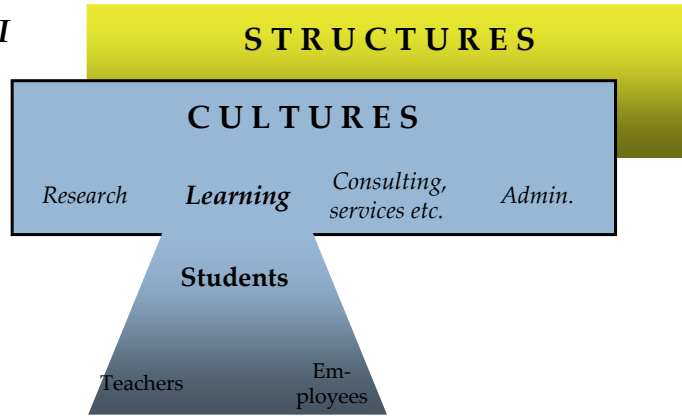 I
STRUCTURES
CULTURES
Research
Learning
Consulting,
services etc.
Admin.
Students
Teachers
Em-
ployees